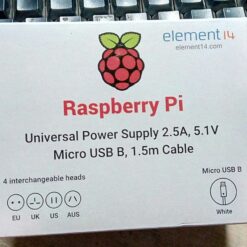 element14
element14.com
Raspberry Pi
Universal Power Supply 2.5A, 5.1V
Micro USB B, 1.5m Cable
4 interchangeable heads
EU UK US AUS
Micro USB B
White